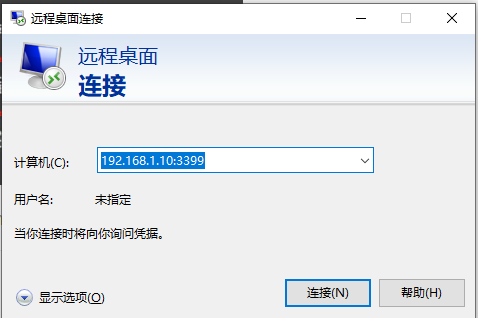 远程桌面连接
远程桌面
连接
计算机(C): 192.168.1.10:3399
用户名: 未指定
当你连接时将向你询问凭据。
显示选项(O) 连接(N) 帮助(H)